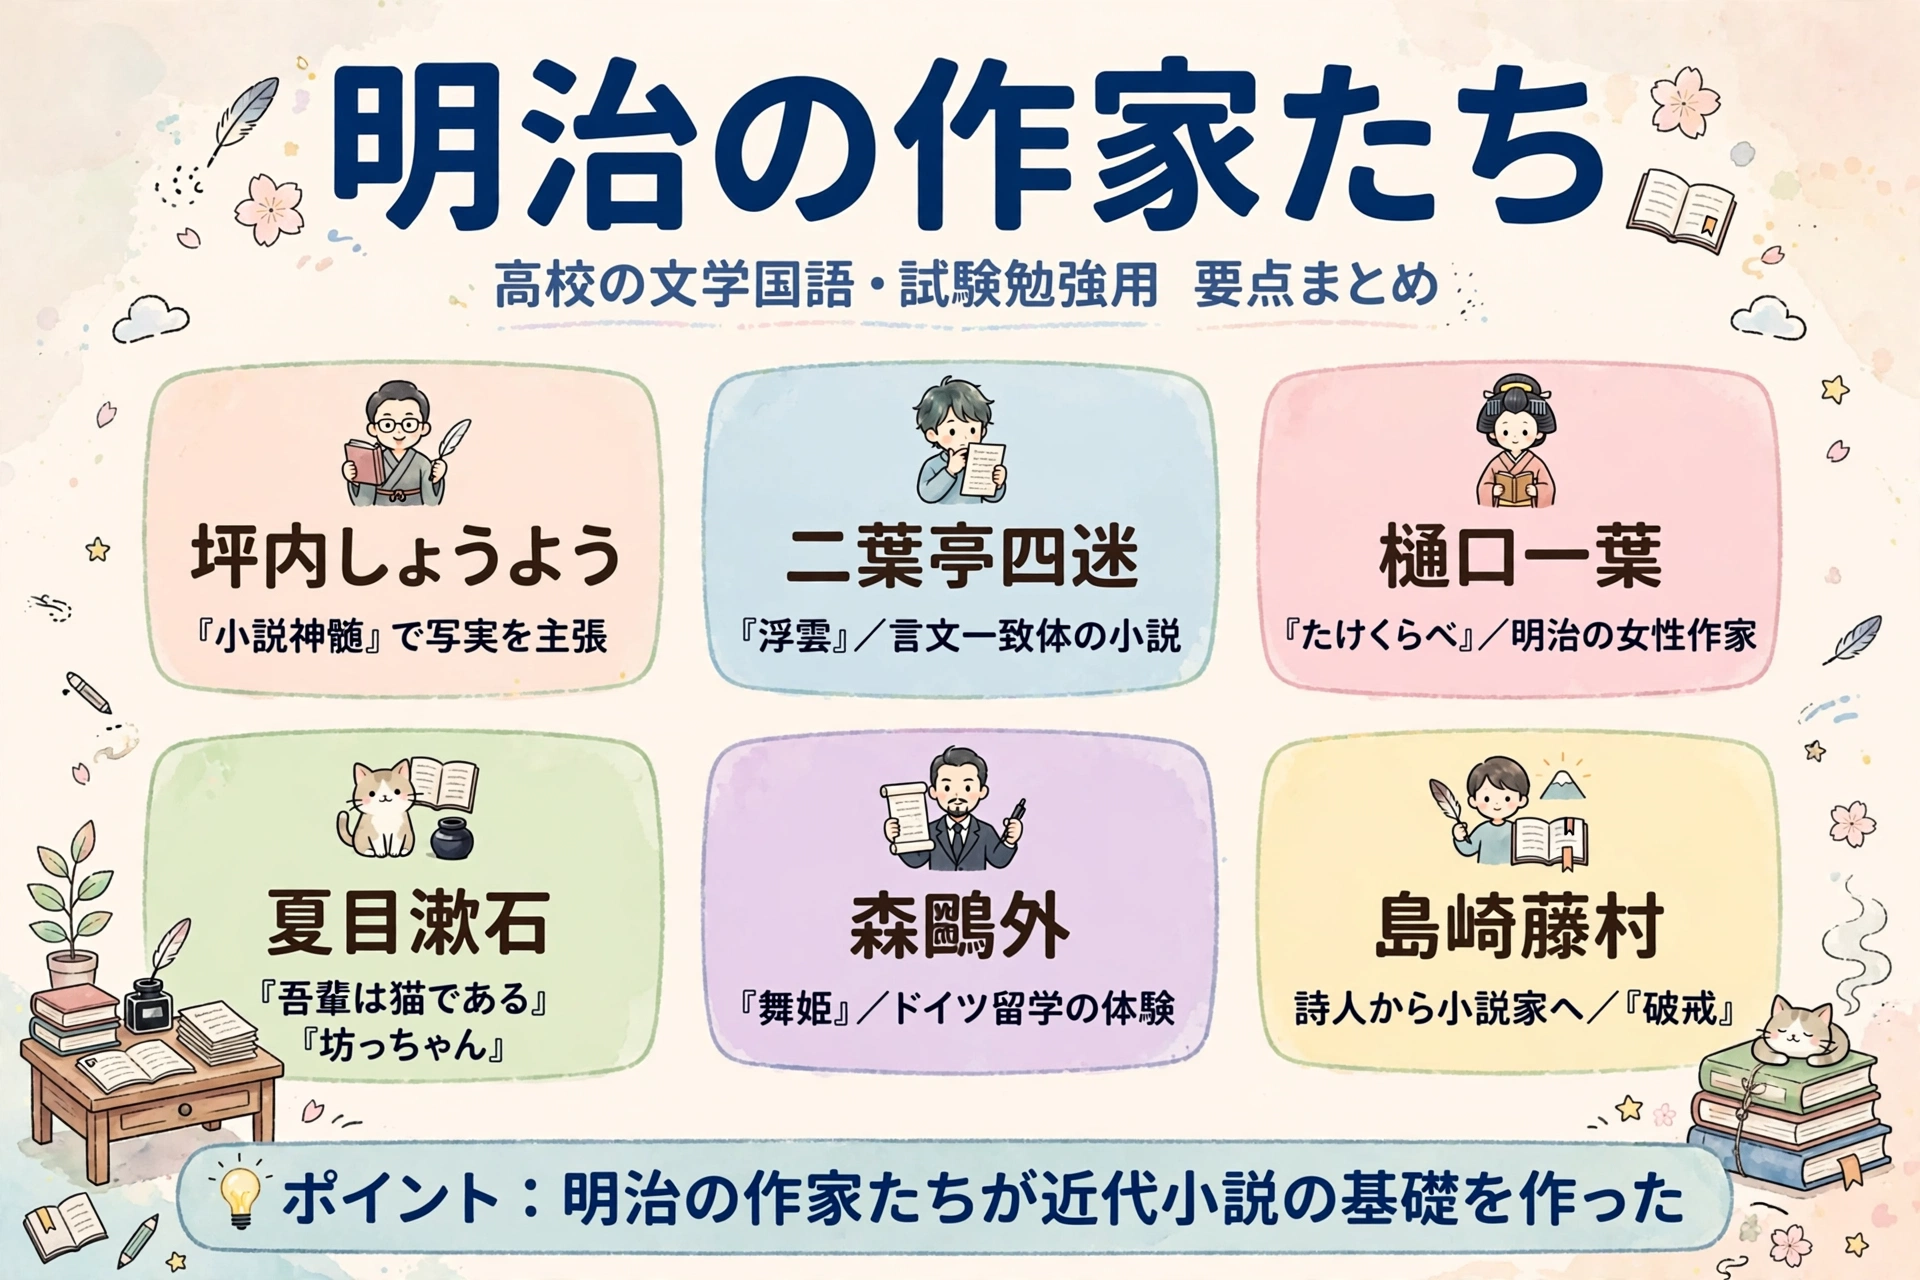 明治の作家たち
高校の文学国語・試験勉強用 要点まとめ
坪内しょうよう
『小説神髄』で写実を主張
二葉亭四迷
『浮雲』／言文一致体の小説
樋口一葉
『たけくらべ』／明治の女性作家
夏目漱石
『吾輩は猫である』
『坊っちゃん』
森鷗外
『舞姫』／ドイツ留学の体験
島崎藤村
詩人から小説家へ／『破戒』
ポイント：明治の作家たちが近代小説の基礎を作った